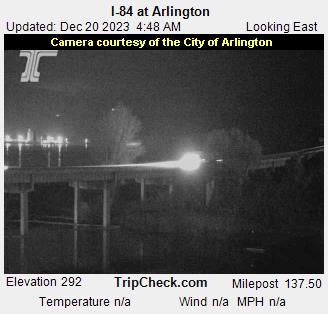 I-84 at Arlington
Updated: Dec 20 2023 4:48 AM Looking East
Camera courtesy of the City of Arlington
Elevation 292 TripCheck.com Milepost 137.50
Temperature n/a Wind n/a MPH n/a